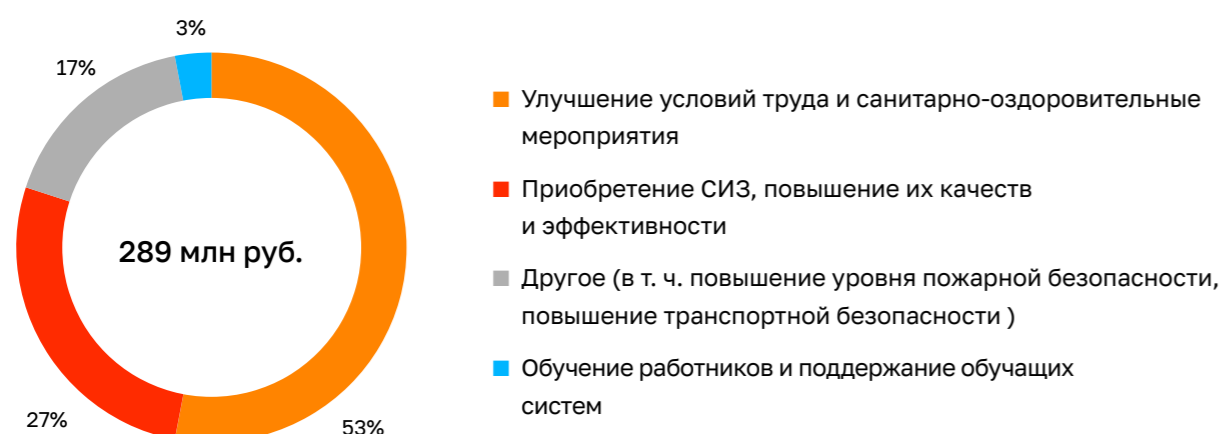 3%
17%
289 млн руб.
27%
53%
Улучшение условий труда и санитарно-оздоровительные
мероприятия
Приобретение СИЗ, повышение их качеств
и эффективности
Другое (в т. ч. повышение уровня пожарной безопасности,
повышение транспортной безопасности )
Обучение работников и поддержание обучащих
систем